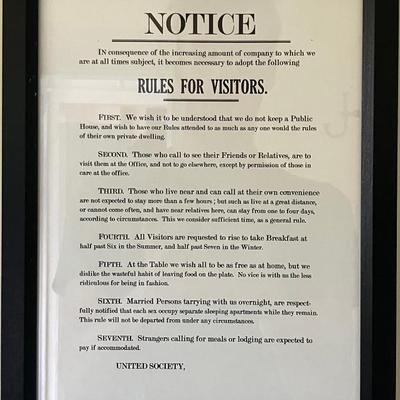 NOTICE
In consequence of the increasing amount of company to which we
are at all times subject, it becomes necessary to adopt the following
RULES FOR VISITORS.
First. We wish it to be understood that we do not keep a Public
House, and wish to have our Rules attended to as much as any one would the rules
of their own private dwelling.
Second. Those who call to see their Friends or Relatives, are to
visit them at the Office, and not to go elsewhere, except by permission of those in
care at the office.
Third. Those who live near and can call at their own convenience
are not expected to stay more than a few hours; but such as live at a great distance,
or cannot come often, and have near relatives here, can stay from one to four days,
according to circumstances. This we consider sufficient time, as a general rule.
Fourth. All Visitors are requested to rise to take Breakfast at
half past Six in the Summer, and half past Seven in the Winter.
Fifth. At the Table we wish all to be as free as at home, but we
dislike the wasteful habit of leaving food on the plate. No vice is with us the less
ridiculous for being in fashion.
Sixth. Married Persons tarrying with us overnight, are respect-
fully notified that each sex occupy separate sleeping apartments while they remain.
This rule will not be departed from under any circumstances.
Seventh. Strangers calling for meals or lodging are expected to
pay if accommodated.
UNITED SOCIETY,